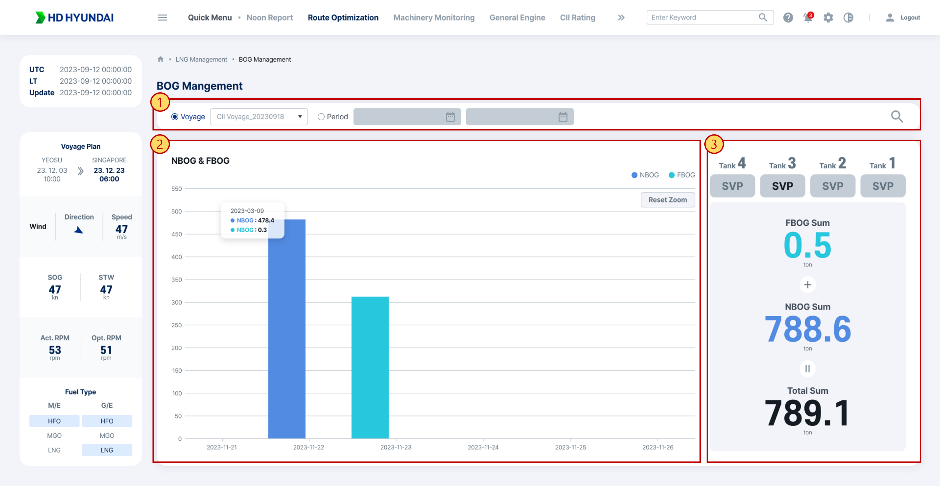 HD HYUNDAI
Quick Menu • Noon Report Route Optimization Machinery Monitoring General Engine CII Rating
Enter Keyword
3
Logout
UTC 2023-09-12 00:00:00
LT 2023-09-12 00:00:00
Update 2023-09-12 00:00:00
LNG Management • BOG Management
BOG Mangement
1
Voyage CII Voyage_20230918 Period
Voyage Plan
YEOSU SINGAPORE
23. 12. 03 23. 12. 23
10:00 06:00
Wind Direction Speed
47
m/s
SOG STW
47 47
kn kn
Act. RPM Opt. RPM
53 51
rpm rpm
Fuel Type
M/E G/E
HFO HFO
MGO MGO
LNG LNG
2
NBOG & FBOG
NBOG FBOG
Reset Zoom
550
500
450
400
350
300
250
200
150
100
50
0
2023-03-09
NBOG : 478.4
NBOG : 0.3
2023-11-21 2023-11-22 2023-11-23 2023-11-24 2023-11-25 2023-11-26
3
Tank 4 Tank 3 Tank 2 Tank 1
SVP SVP SVP SVP
FBOG Sum
0.5
ton
+
NBOG Sum
788.6
ton
Total Sum
789.1
ton